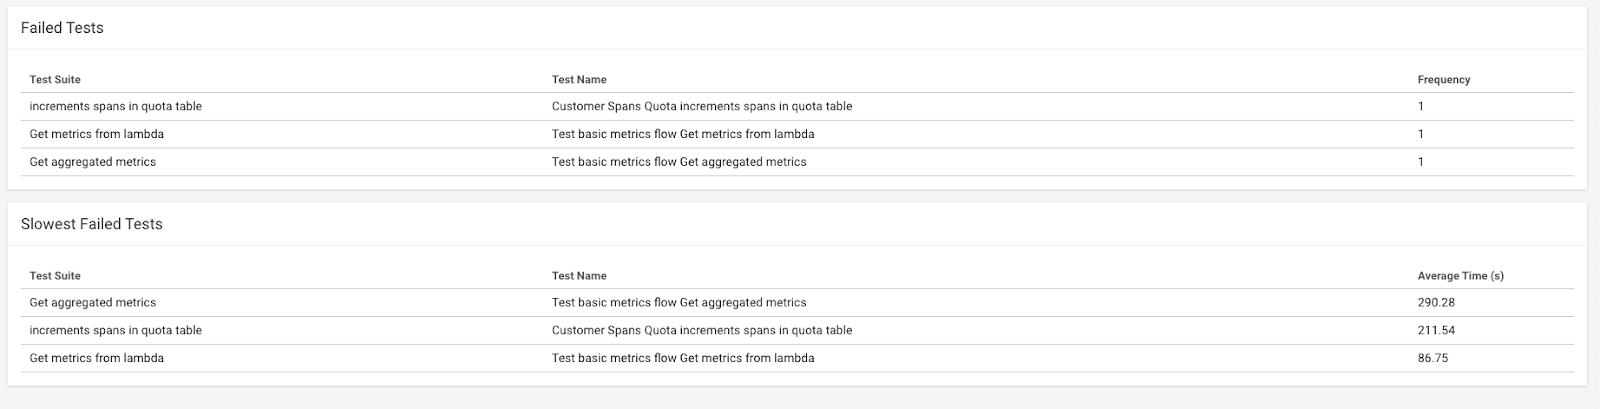 Failed Tests
Test Suite Test Name Frequency
increments spans in quota table Customer Spans Quota increments spans in quota table 1
Get metrics from lambda Test basic metrics flow Get metrics from lambda 1
Get aggregated metrics Test basic metrics flow Get aggregated metrics 1
Slowest Failed Tests
Test Suite Test Name Average Time (s)
Get aggregated metrics Test basic metrics flow Get aggregated metrics 290.28
increments spans in quota table Customer Spans Quota increments spans in quota table 211.54
Get metrics from lambda Test basic metrics flow Get metrics from lambda 86.75